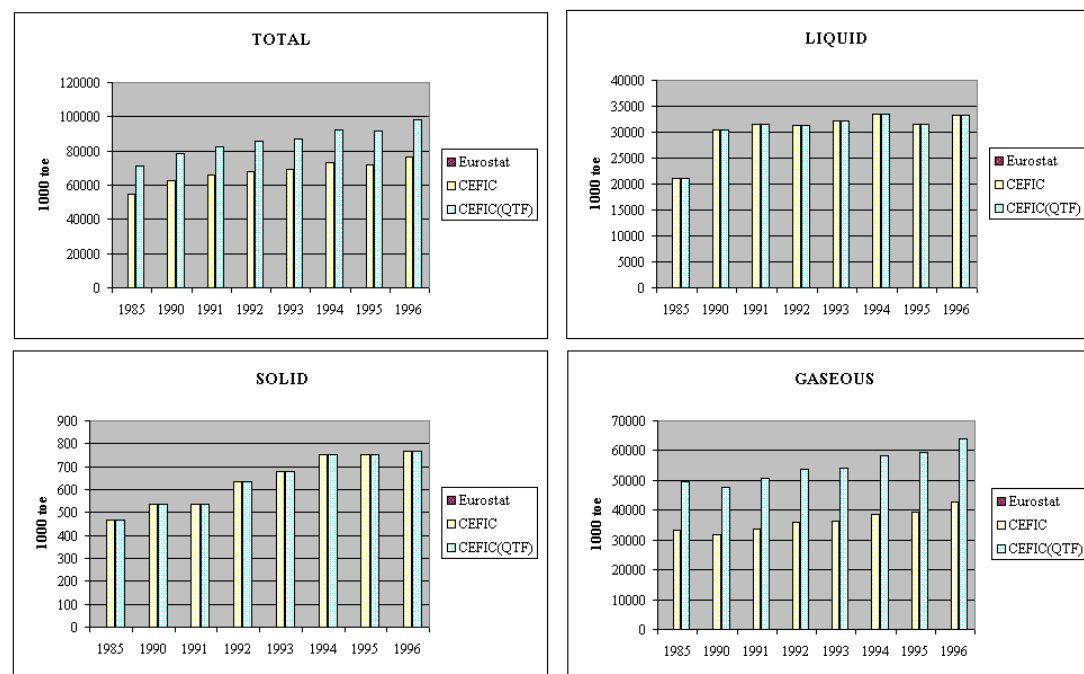 TOTAL
1000 toe
120000
100000
80000
60000
40000
20000
0
1985 1990 1991 1992 1993 1994 1995 1996
Eurostat
CEFIC
CEFIC(QTF)
LIQUID
1000 toe
40000
35000
30000
25000
20000
15000
10000
5000
0
1985 1990 1991 1992 1993 1994 1995 1996
Eurostat
CEFIC
CEFIC(QTF)
SOLID
1000 toe
900
800
700
600
500
400
300
200
100
0
1985 1990 1991 1992 1993 1994 1995 1996
Eurostat
CEFIC
CEFIC(QTF)
GASEOUS
1000 toe
70000
60000
50000
40000
30000
20000
10000
0
1985 1990 1991 1992 1993 1994 1995 1996
Eurostat
CEFIC
CEFIC(QTF)